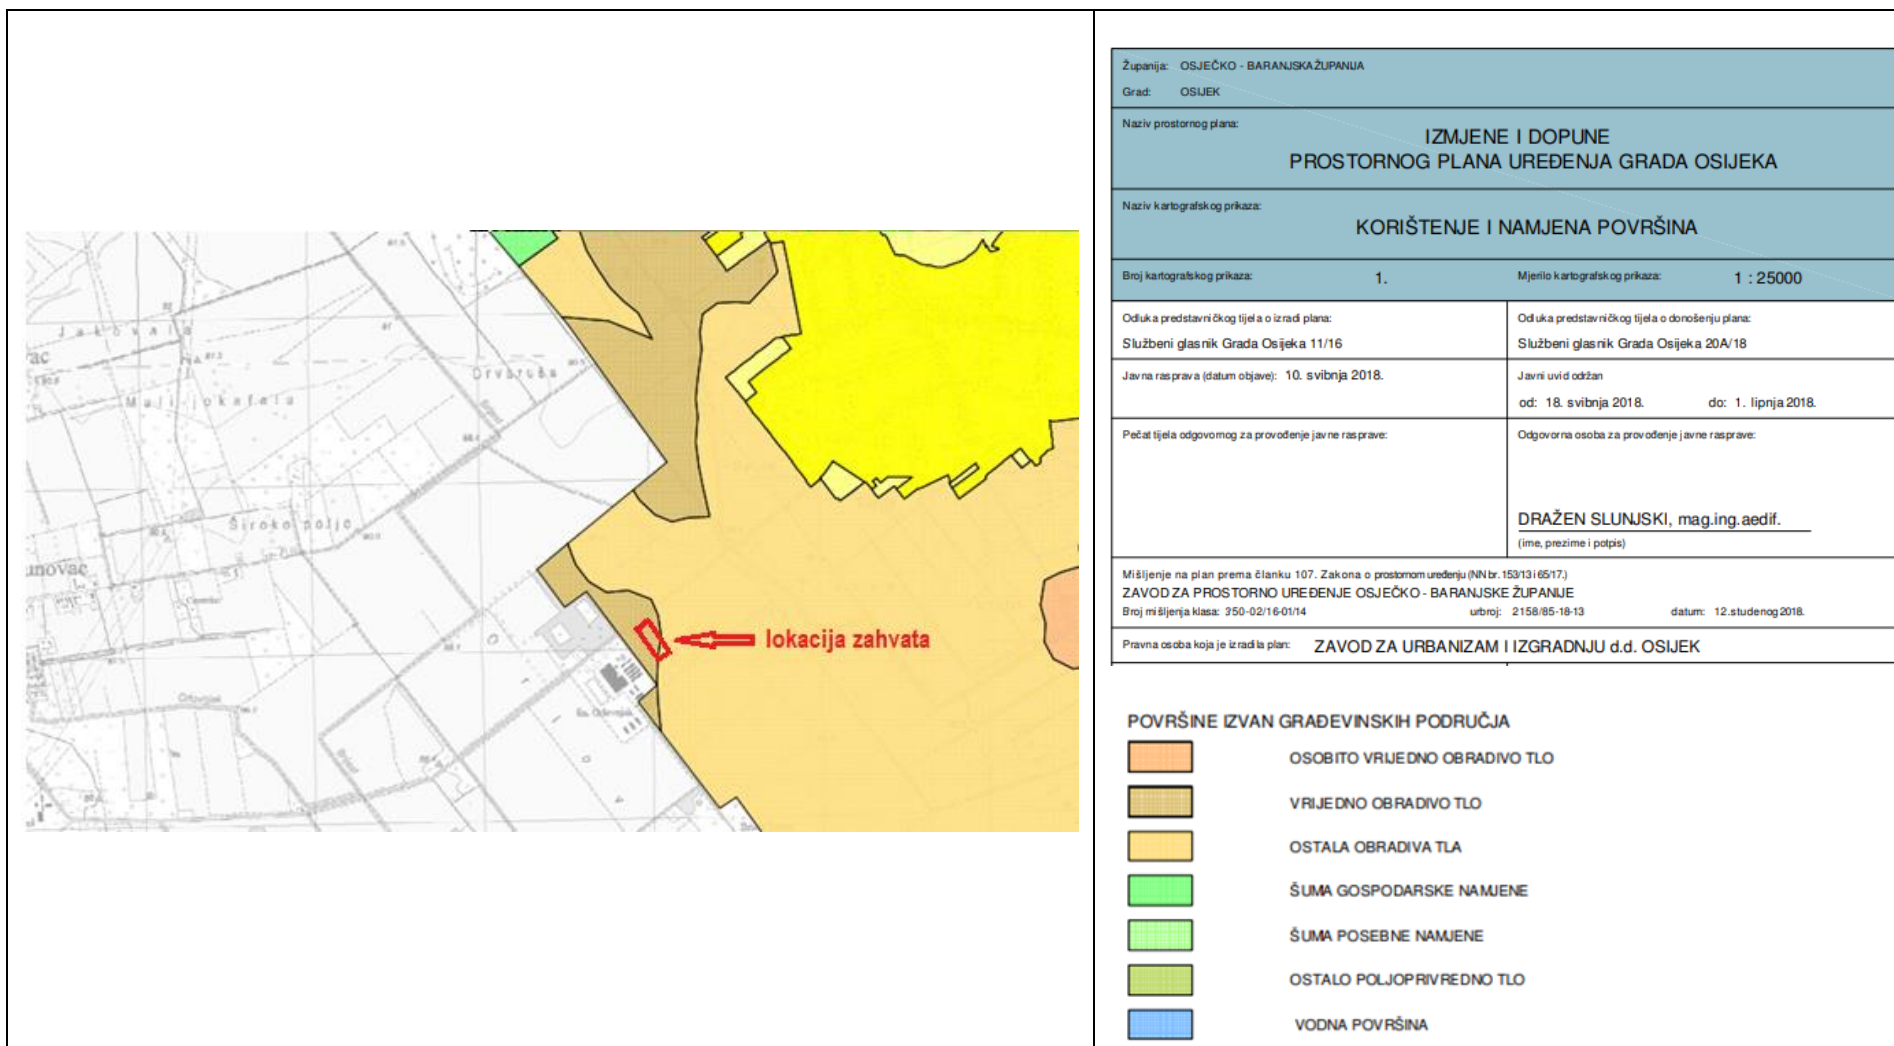 Jakovala
Orvaruša
Široko polje
lokacija zahvata
Županija: OSJEČKO - BARANJSKA ŽUPANIJA
Grad: OSIJEK
Naziv prostornog plana:
IZMJENE I DOPUNE
PROSTORNOG PLANA UREĐENJA GRADA OSIJEKA
Naziv kartografskog prikaza:
KORIŠTENJE I NAMJENA POVRŠINA
Broj kartografskog prikaza: 1. Mjerilo kartografskog prikaza: 1 : 25000
Odluka predstavničkog tijela o izradi plana:
Službeni glasnik Grada Osijeka 11/16
Odluka predstavničkog tijela o donošenju plana:
Službeni glasnik Grada Osijeka 20A/18
Javna rasprava (datum objave): 10. svibnja 2018.
Javni uvid održan
od: 18. svibnja 2018. do: 1. lipnja 2018.
Pečat tijela odgovornog za provođenje javne rasprave:
Odgovorna osoba za provođenje javne rasprave:
DRAŽEN SLUNJSKI, mag.ing.aedif.
(ime, prezime i potpis)
Mišljenje na plan prema članku 107. Zakona o prostornom uređenju (NN br. 153/13 i 65/17.)
ZAVOD ZA PROSTORNO UREĐENJE OSJEČKO - BARANJSKE ŽUPANIJE
Broj mišljenja klasa: 350-02/16-01/14 urbroj: 2158/85-18-13 datum: 12.studenog 2018.
Pravna osoba koja je izradila plan: ZAVOD ZA URBANIZAM I IZGRADNJU d.d. OSIJEK
POVRŠINE IZVAN GRAĐEVINSKIH PODRUČJA
OSOBITO VRIJEDNO OBRADIVO TLO
VRIJEDNO OBRADIVO TLO
OSTALA OBRADIVA TLA
ŠUMA GOSPODARSKE NAMJENE
ŠUMA POSEBNE NAMJENE
OSTALO POLJOPRIVREDNO TLO
VODNA POVRŠINA